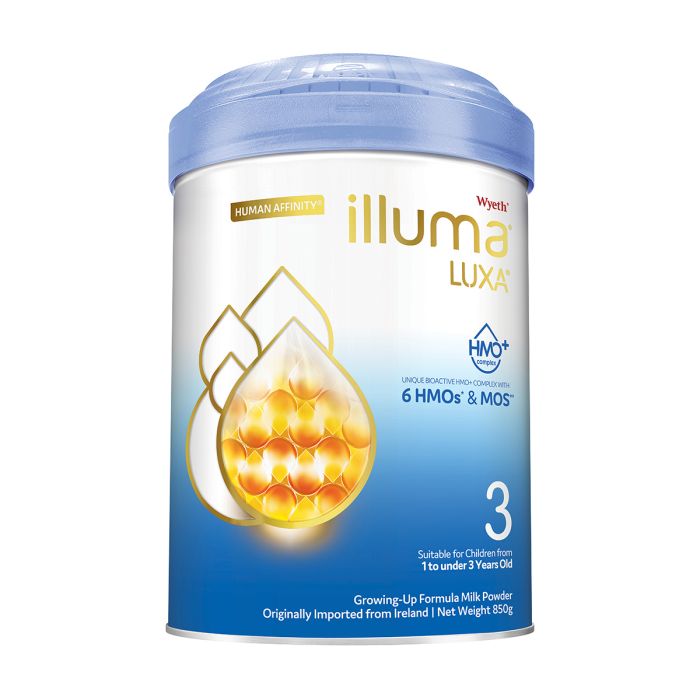 HUMAN AFFINITY®
Wyeth®
illuma®
LUXA®
HMO+
complex
UNIQUE BIOACTIVE HMO+ COMPLEX WITH
6 HMOs* & MOS**
3
Suitable for Children from
1 to under 3 Years Old
Growing-Up Formula Milk Powder
Originally Imported from Ireland | Net Weight 850g